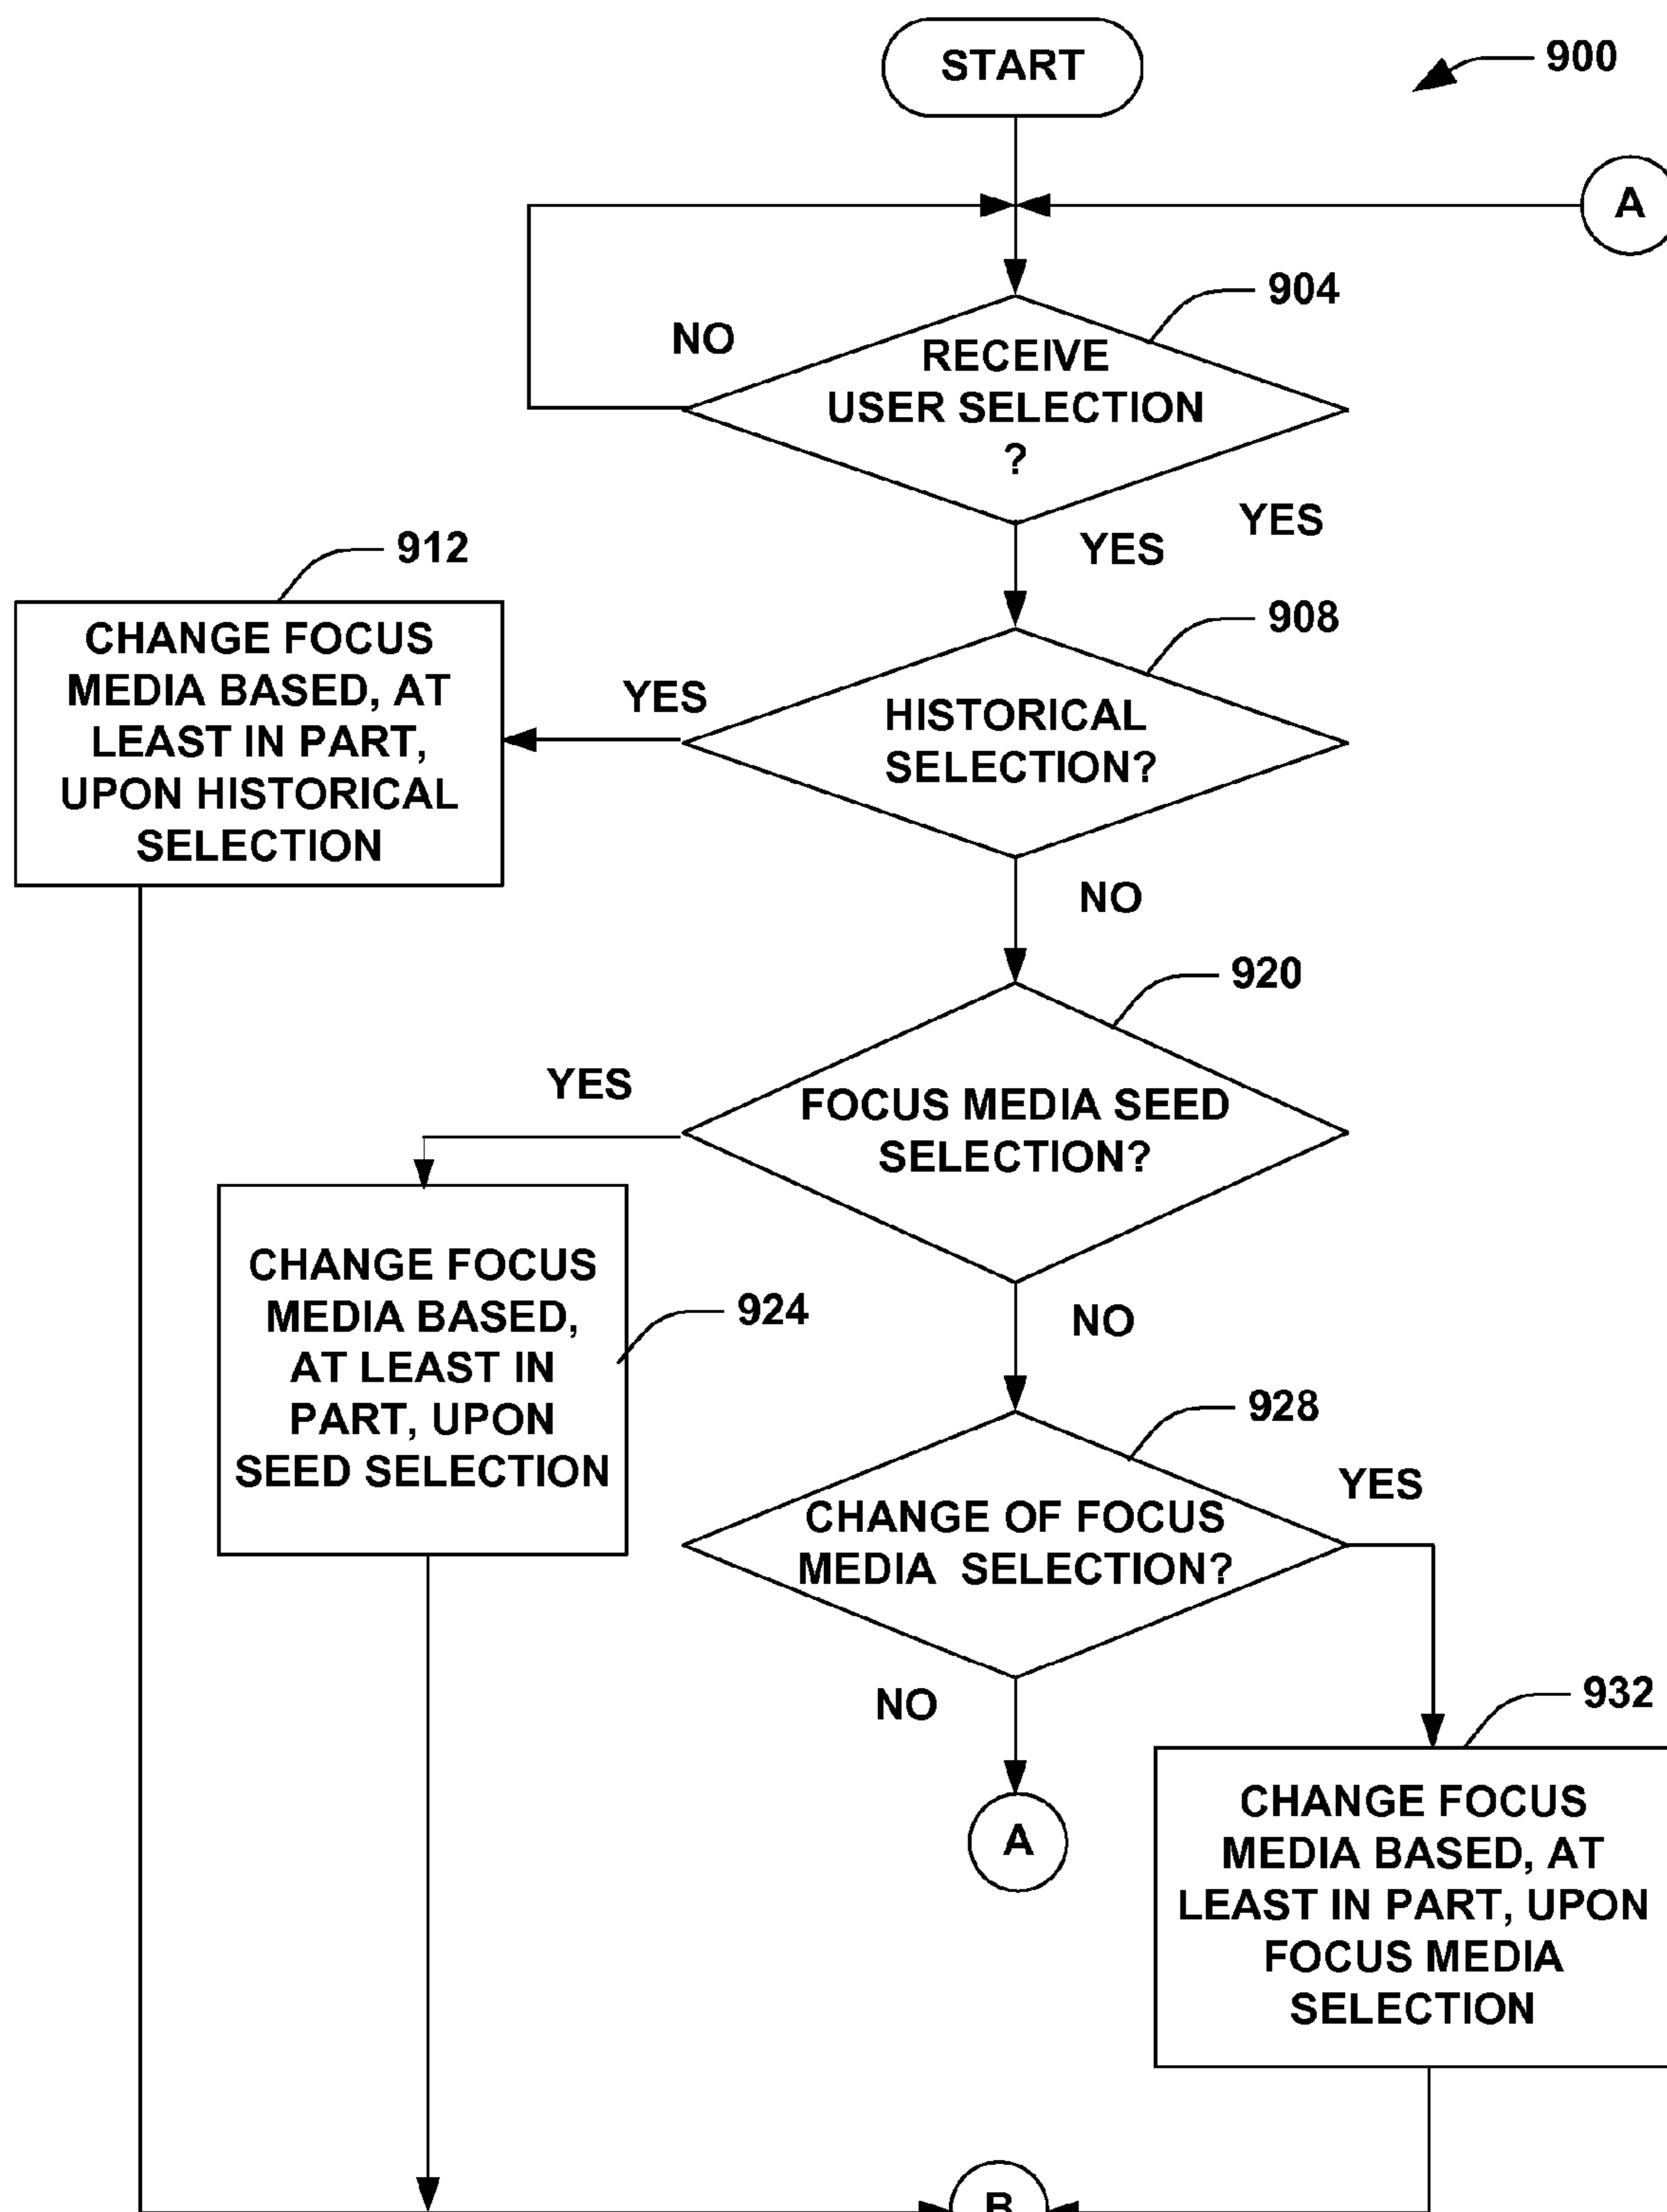 START
900
A
904
NO
RECEIVE
USER SELECTION
?
YES
YES
912
908
CHANGE FOCUS
MEDIA BASED, AT
LEAST IN PART,
UPON HISTORICAL
SELECTION
YES
HISTORICAL
SELECTION?
NO
920
YES
FOCUS MEDIA SEED
SELECTION?
CHANGE FOCUS
MEDIA BASED,
AT LEAST IN
PART, UPON
SEED SELECTION
924
NO
928
YES
CHANGE OF FOCUS
MEDIA SELECTION?
NO
932
A
CHANGE FOCUS
MEDIA BASED, AT
LEAST IN PART, UPON
FOCUS MEDIA
SELECTION
B